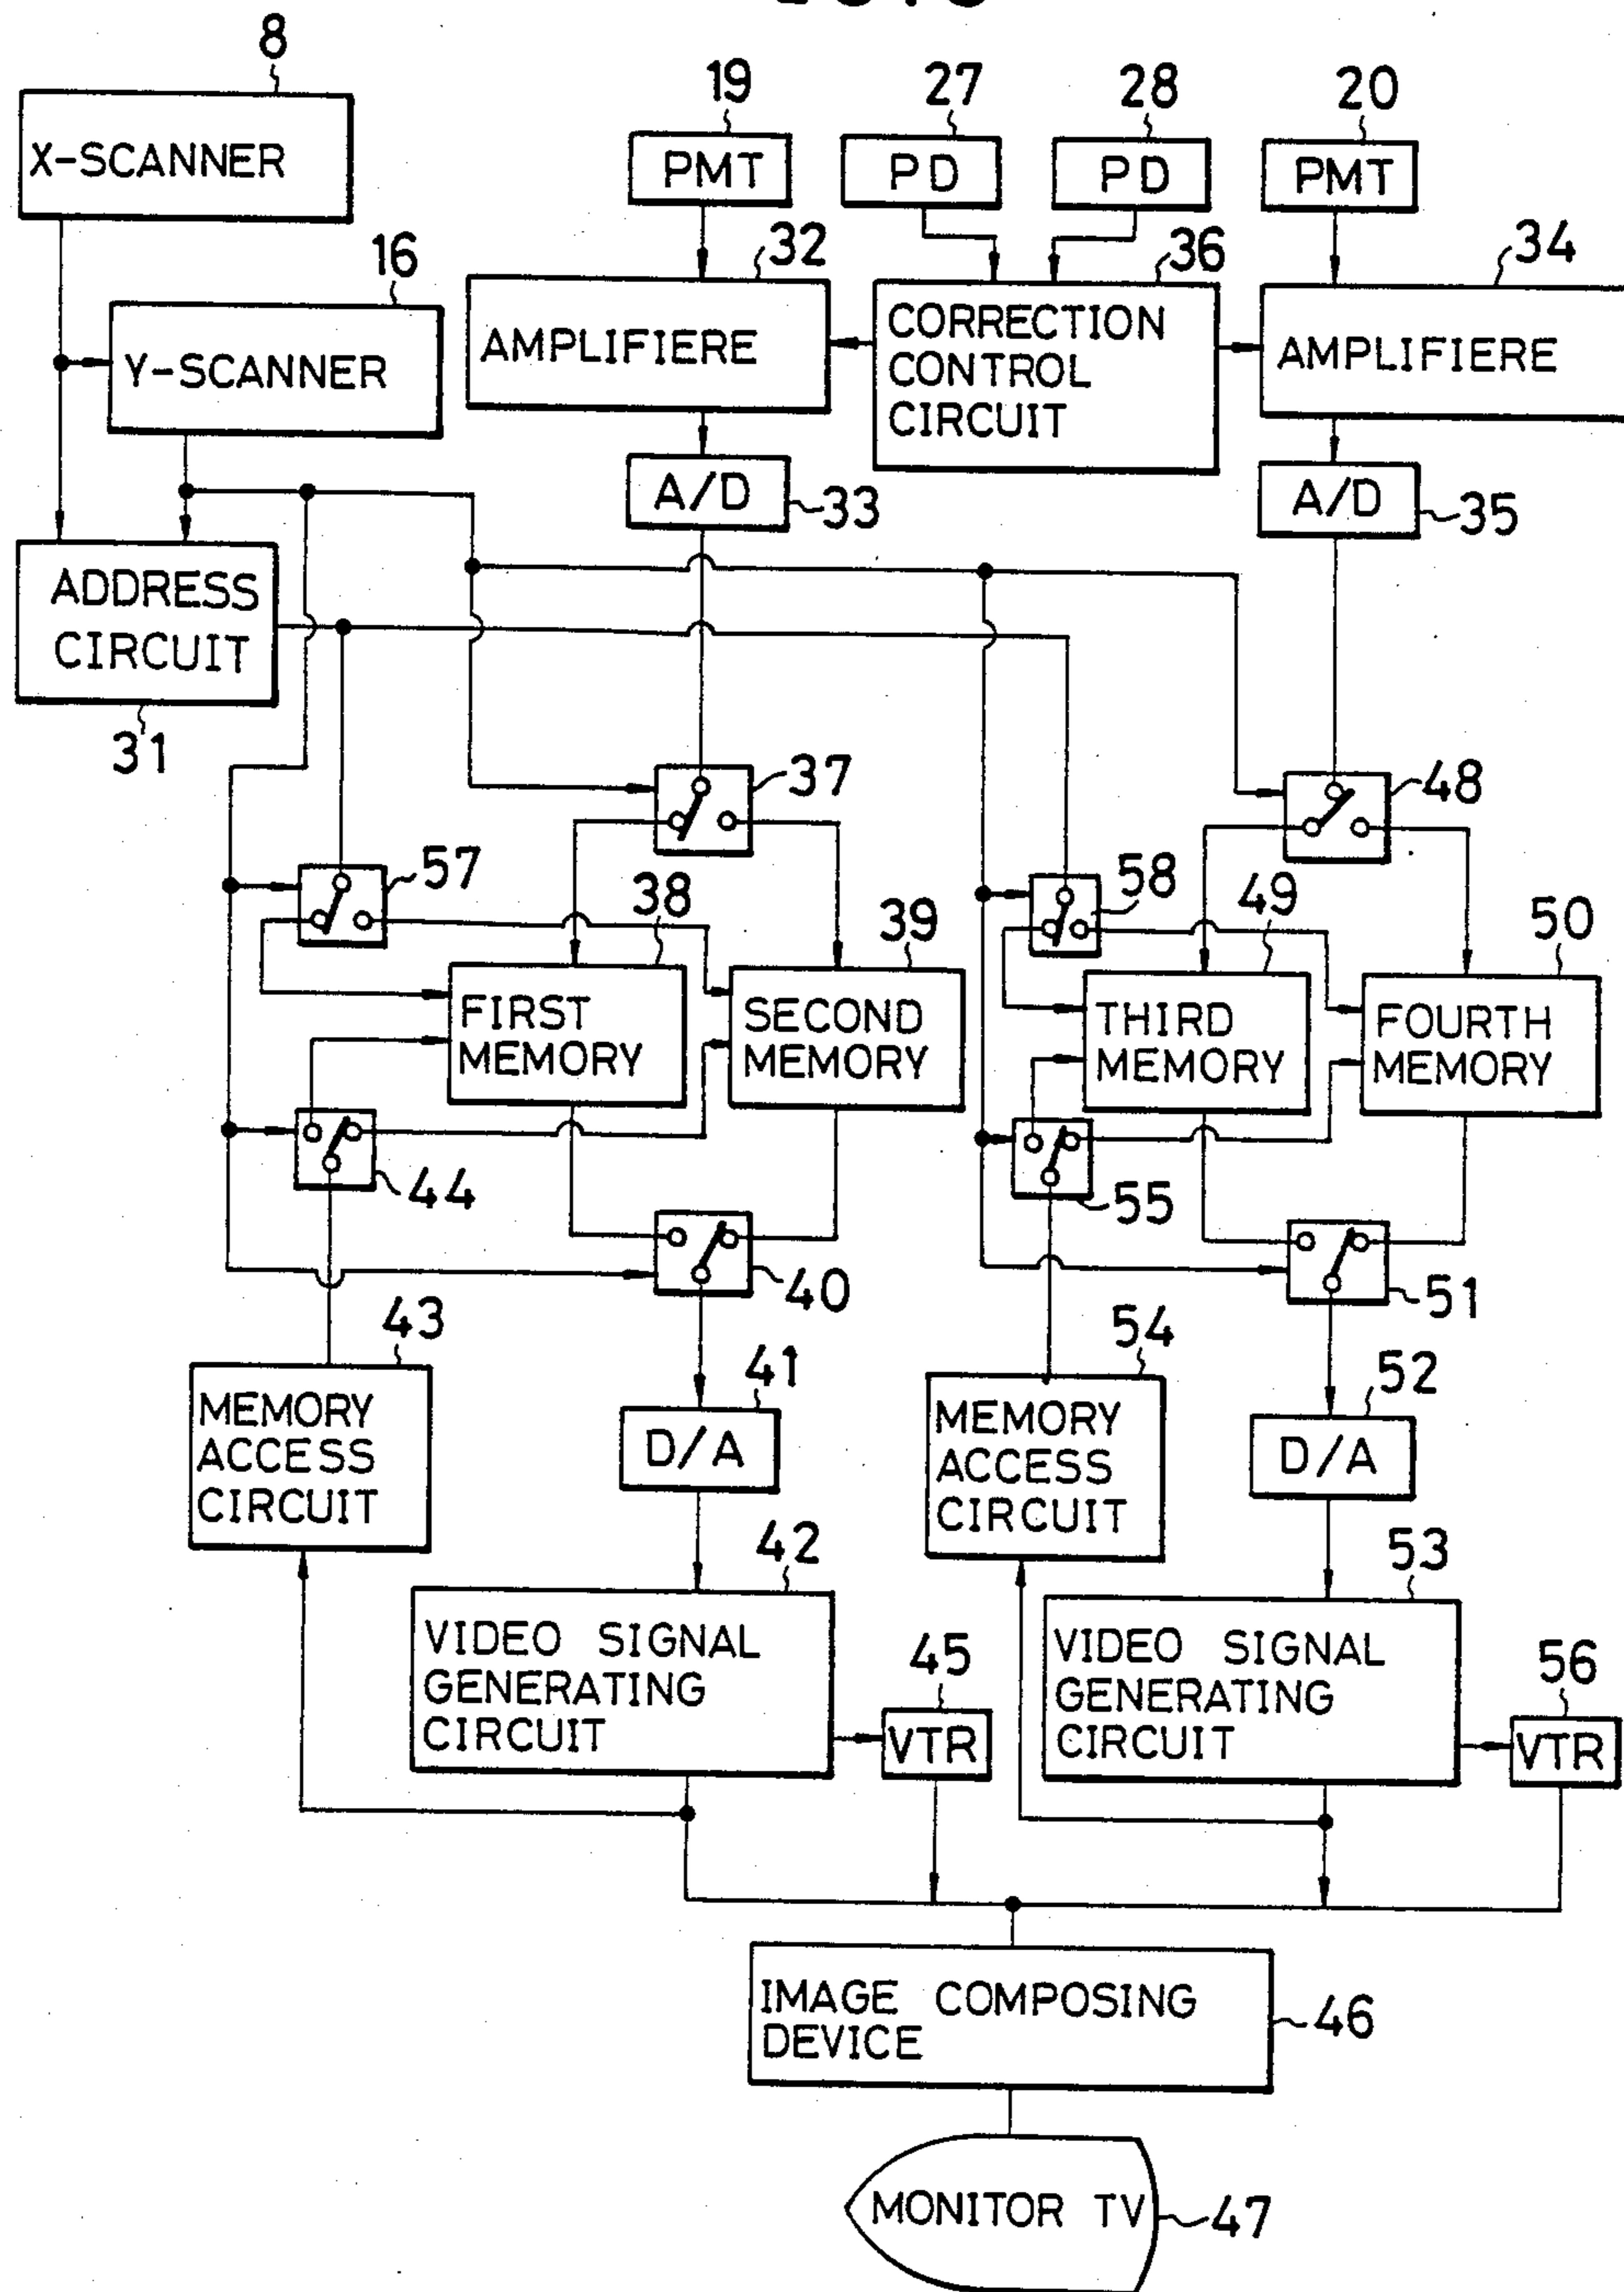 8
19
27
28
20
X-SCANNER
PMT
PD
PD
PMT
16
32
36
34
Y-SCANNER
AMPLIFIERE
CORRECTION
CONTROL
CIRCUIT
AMPLIFIERE
A/D
33
A/D
35
ADDRESS
CIRCUIT
31
37
48
57
38
39
58
49
50
FIRST
MEMORY
SECOND
MEMORY
THIRD
MEMORY
FOURTH
MEMORY
44
55
40
51
43
41
54
52
MEMORY
ACCESS
CIRCUIT
D/A
MEMORY
ACCESS
CIRCUIT
D/A
42
53
VIDEO SIGNAL
GENERATING
CIRCUIT
45
VTR
VIDEO SIGNAL
GENERATING
CIRCUIT
56
VTR
IMAGE COMPOSING
DEVICE
46
MONITOR TV
47